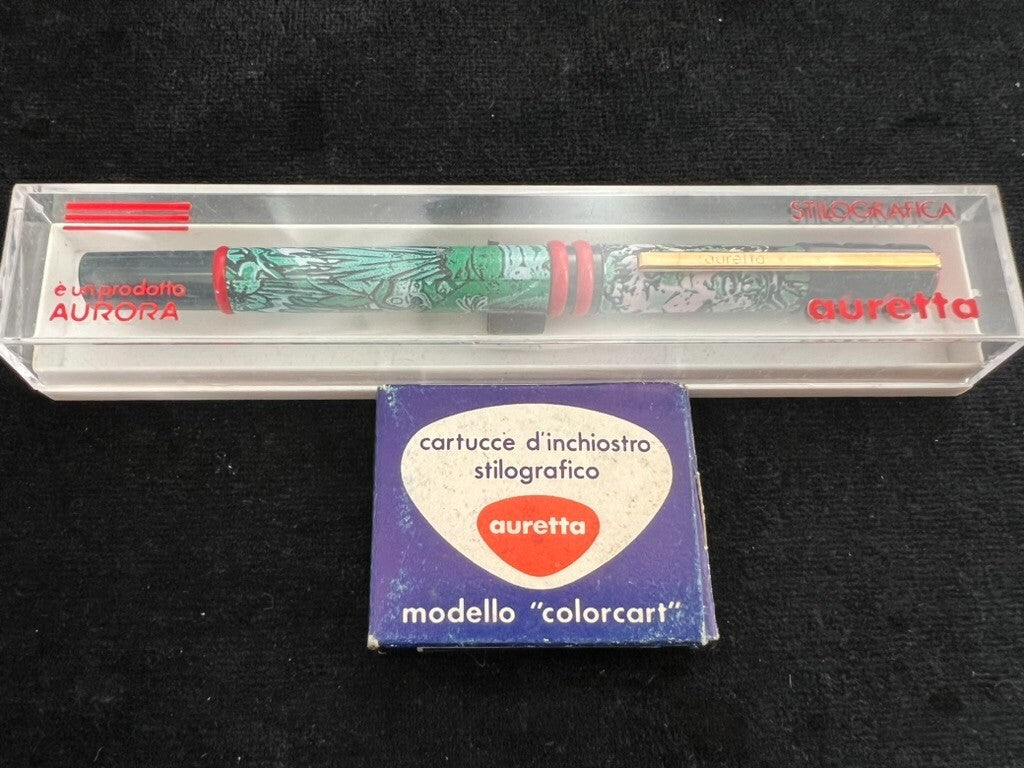 STILOGRAFICA
auretta
è un prodotto
AURORA
auretta
cartucce d'inchiostro
stilografico
auretta
modello "colorcart"